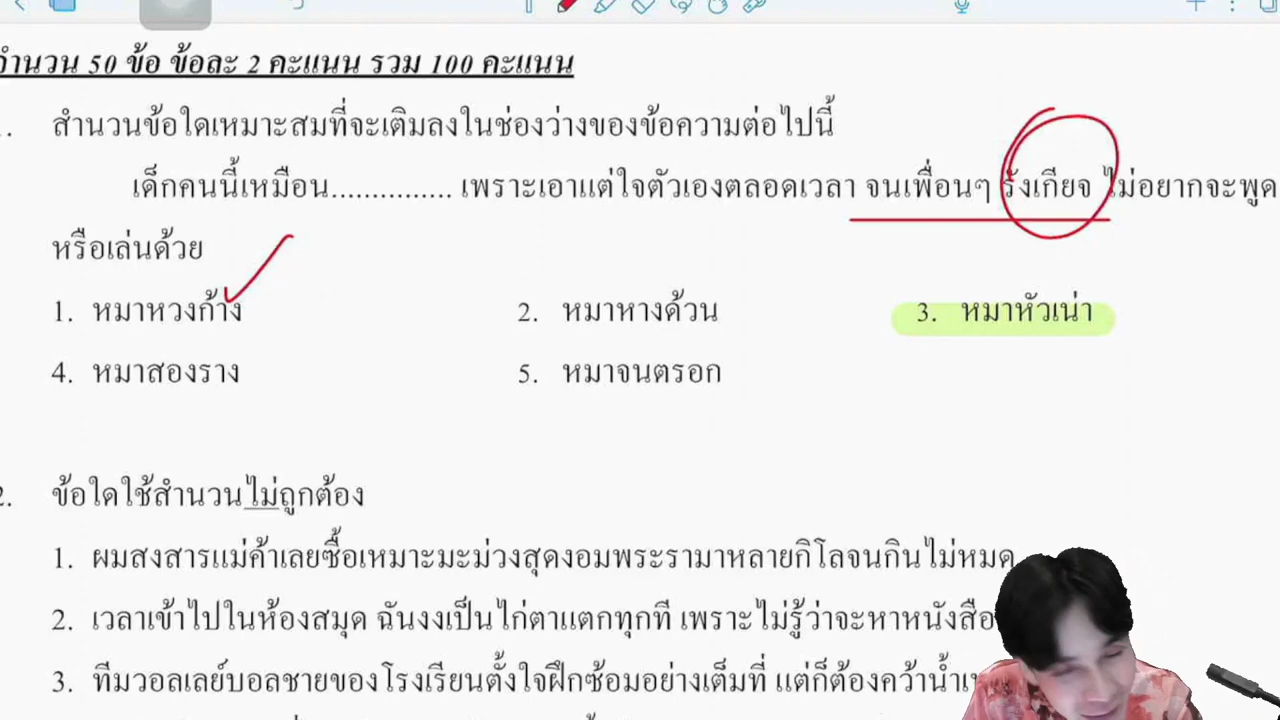 จำนวน 50 ข้อ ข้อละ 2 คะแนน รวม 100 คะแนน
สำนวนข้อใดเหมาะสมที่จะเติมลงในช่องว่างของข้อความต่อไปนี้
เด็กคนนี้เหมือน............... เพราะเอาแต่ใจตัวเองตลอดเวลา จนเพื่อนๆ รังเกียจ ไม่อยากจะพูด
หรือเล่นด้วย
1. หมาหวงก้าง 2. หมาหางด้วน 3. หมาหัวเน่า
4. หมาสองราง 5. หมาจนตรอก
2. ข้อใดใช้สำนวนไม่ถูกต้อง
1. ผมสงสารแม่ค้าเลยซื้อเหมาะมะม่วงสุดงอมพระรามาหลายกิโลจนกินไม่หมด
2. เวลาเข้าไปในห้องสมุด ฉันงงเป็นไก่ตาแตกทุกที เพราะไม่รู้ว่าจะหาหนังสือ
3. ทีมวอลเลย์บอลชายของโรงเรียนตั้งใจฝึกซ้อมอย่างเต็มที่ แต่ก็ต้องคว้าน้ำ